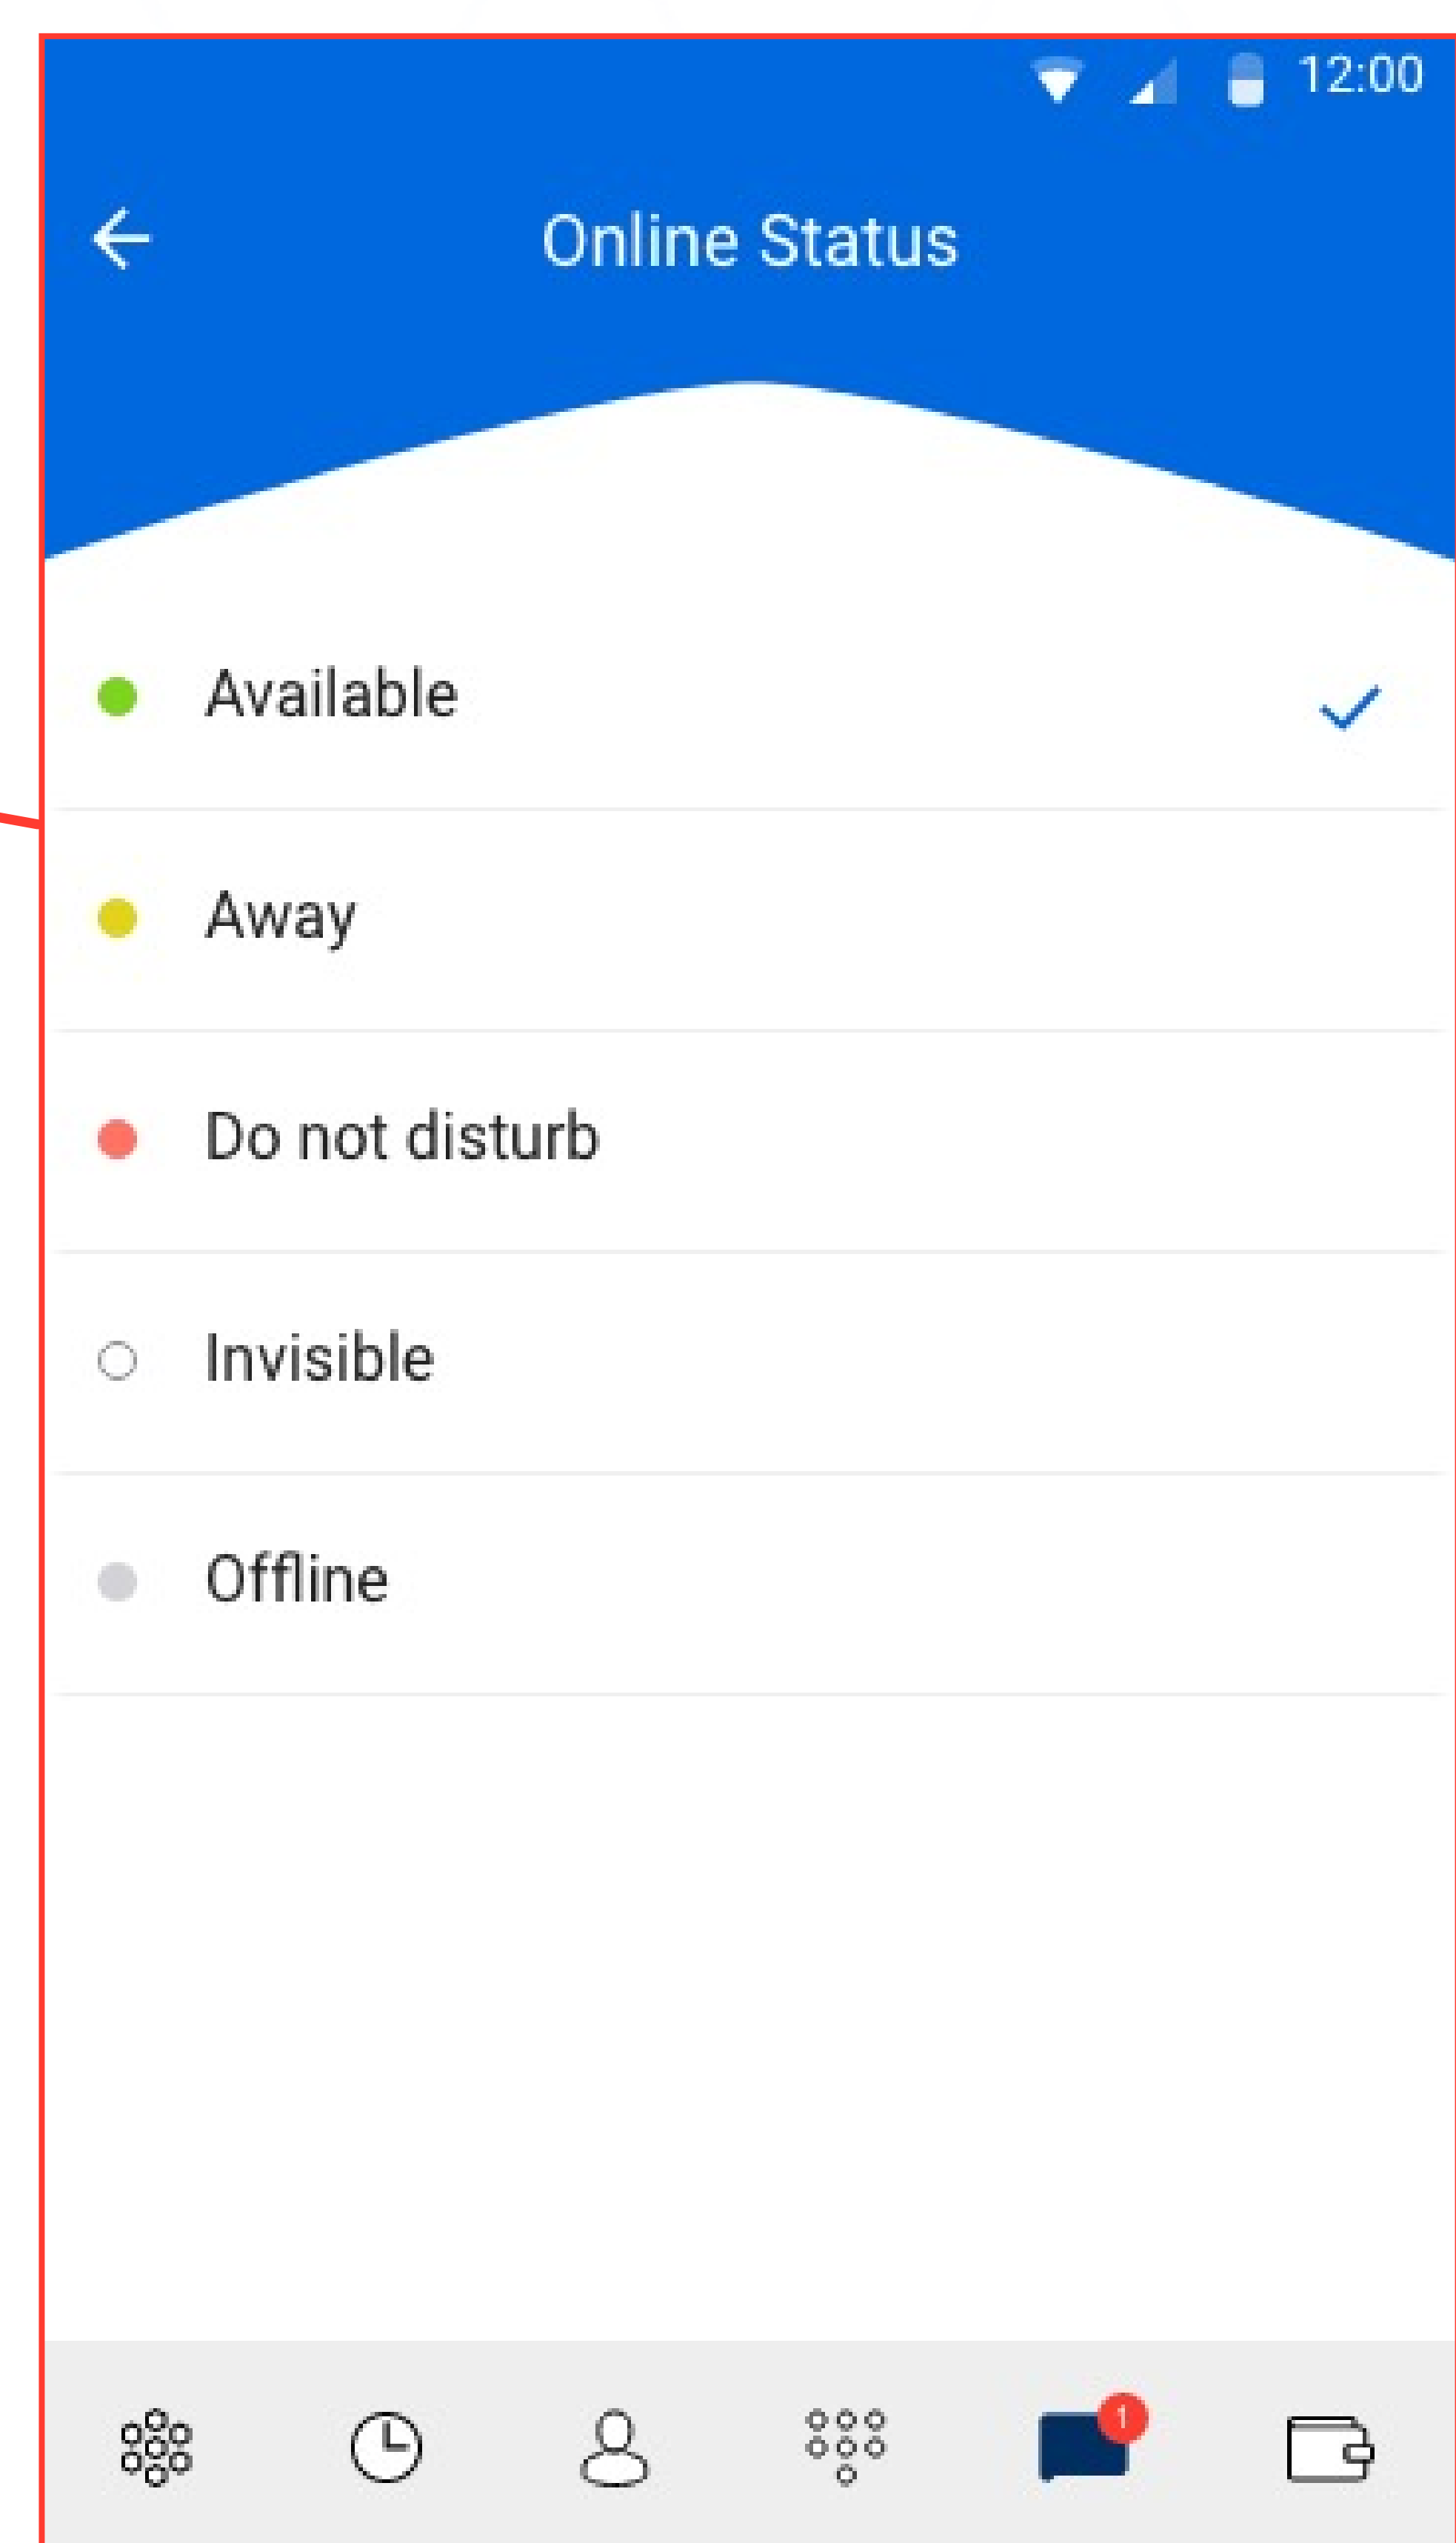 12:00
Online Status
Available
Away
Do not disturb
Invisible
Offline
1